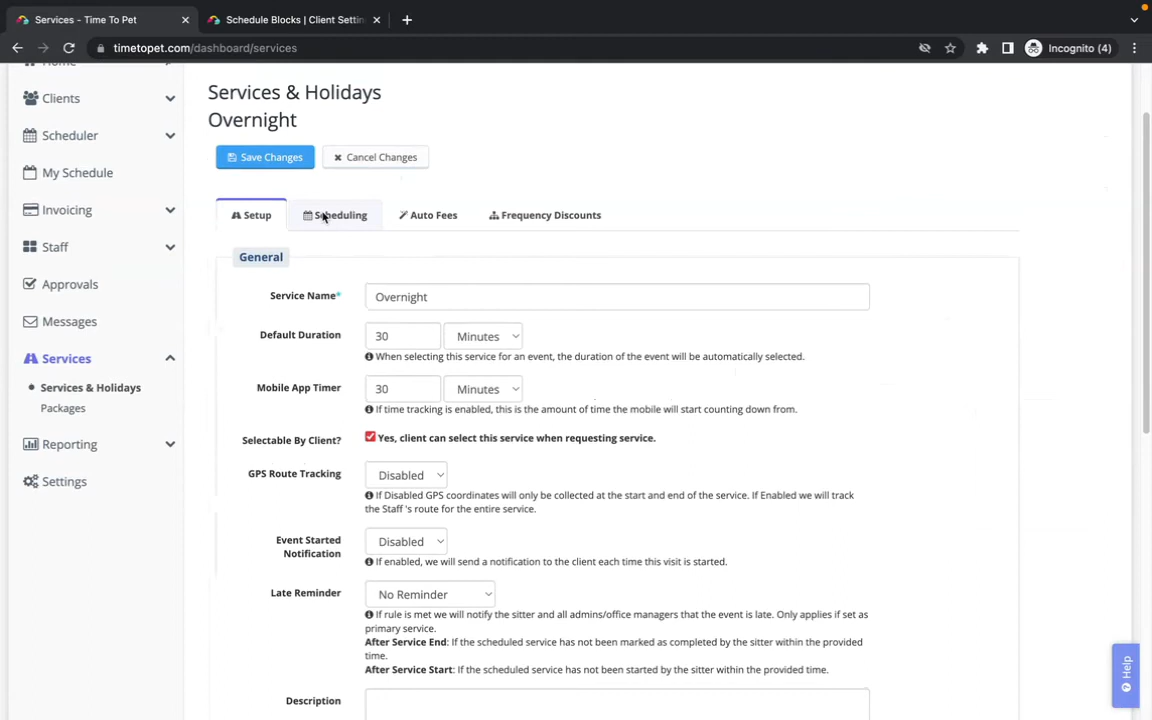 Services - Time To Pet
Schedule Blocks | Client Settin
timetopet.com/dashboard/services
Incognito (4)
Home
Clients
Scheduler
My Schedule
Invoicing
Staff
Approvals
Messages
Services
Services & Holidays
Packages
Reporting
Settings
Services & Holidays
Overnight
Save Changes
Cancel Changes
Setup
Scheduling
Auto Fees
Frequency Discounts
General
Service Name*
Overnight
Default Duration
30
Minutes
When selecting this service for an event, the duration of the event will be automatically selected.
Mobile App Timer
30
Minutes
If time tracking is enabled, this is the amount of time the mobile will start counting down from.
Selectable By Client?
Yes, client can select this service when requesting service.
GPS Route Tracking
Disabled
If Disabled GPS coordinates will only be collected at the start and end of the service. If Enabled we will track
the Staff 's route for the entire service.
Event Started
Notification
Disabled
If enabled, we will send a notification to the client each time this visit is started.
Late Reminder
No Reminder
If rule is met we will notify the sitter and all admins/office managers that the event is late. Only applies if set as
primary service.
After Service End: If the scheduled service has not been marked as completed by the sitter within the provided
time.
After Service Start: If the scheduled service has not been started by the sitter within the provided time.
Description
Help